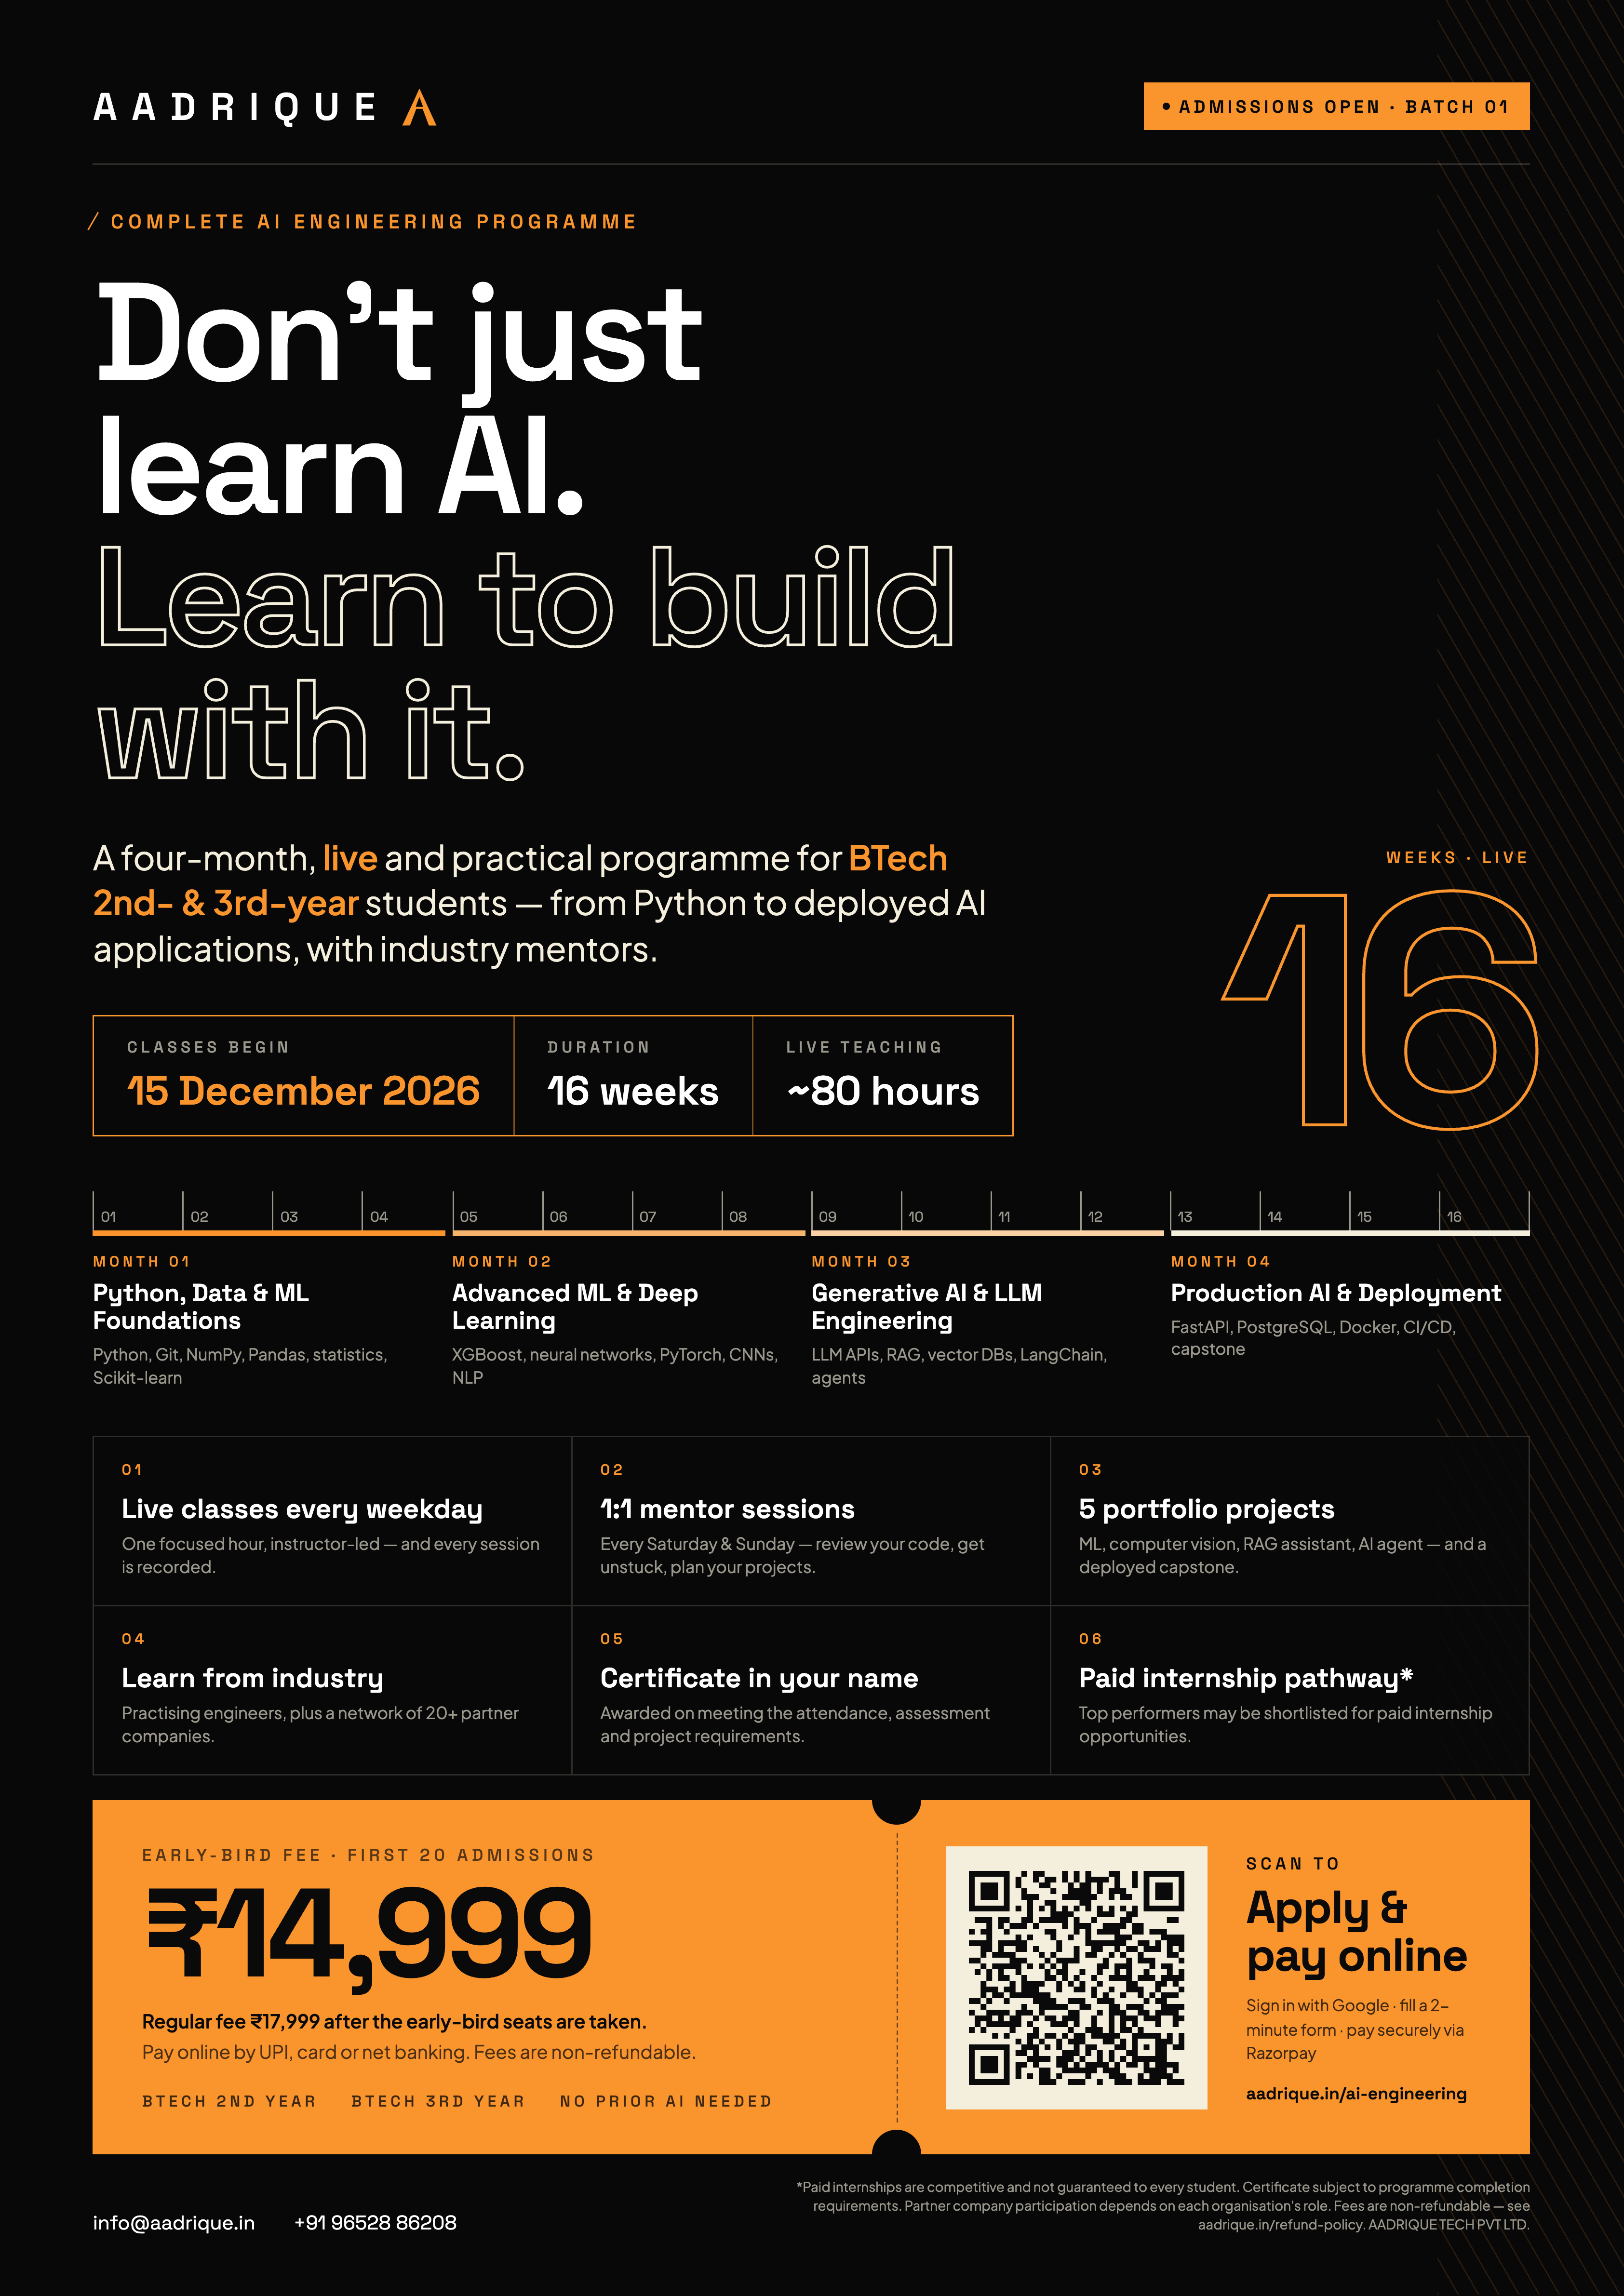 AADRIQUE
ADMISSIONS OPEN · BATCH 01
/ COMPLETE AI ENGINEERING PROGRAMME
Don't just
learn AI.
Learn to build
with it.
A four-month, live and practical programme for BTech
2nd- & 3rd-year students — from Python to deployed AI
applications, with industry mentors.
WEEKS · LIVE
16
CLASSES BEGIN
15 December 2026
DURATION
16 weeks
LIVE TEACHING
~80 hours
01 02 03 04 05 06 07 08 09 10 11 12 13 14 15 16
MONTH 01
Python, Data & ML
Foundations
Python, Git, NumPy, Pandas, statistics,
Scikit-learn
MONTH 02
Advanced ML & Deep
Learning
XGBoost, neural networks, PyTorch, CNNs,
NLP
MONTH 03
Generative AI & LLM
Engineering
LLM APIs, RAG, vector DBs, LangChain,
agents
MONTH 04
Production AI & Deployment
FastAPI, PostgreSQL, Docker, CI/CD,
capstone
01
Live classes every weekday
One focused hour, instructor-led — and every session
is recorded.
02
1:1 mentor sessions
Every Saturday & Sunday — review your code, get
unstuck, plan your projects.
03
5 portfolio projects
ML, computer vision, RAG assistant, AI agent — and a
deployed capstone.
04
Learn from industry
Practising engineers, plus a network of 20+ partner
companies.
05
Certificate in your name
Awarded on meeting the attendance, assessment
and project requirements.
06
Paid internship pathway*
Top performers may be shortlisted for paid internship
opportunities.
EARLY-BIRD FEE · FIRST 20 ADMISSIONS
₹14,999
Regular fee ₹17,999 after the early-bird seats are taken.
Pay online by UPI, card or net banking. Fees are non-refundable.
BTECH 2ND YEAR BTECH 3RD YEAR NO PRIOR AI NEEDED
SCAN TO
Apply &
pay online
Sign in with Google · fill a 2-
minute form · pay securely via
Razorpay
aadrique.in/ai-engineering
info@aadrique.in +91 96528 86208
*Paid internships are competitive and not guaranteed to every student. Certificate subject to programme completion
requirements. Partner company participation depends on each organisation's role. Fees are non-refundable — see
aadrique.in/refund-policy. AADRIQUE TECH PVT LTD.